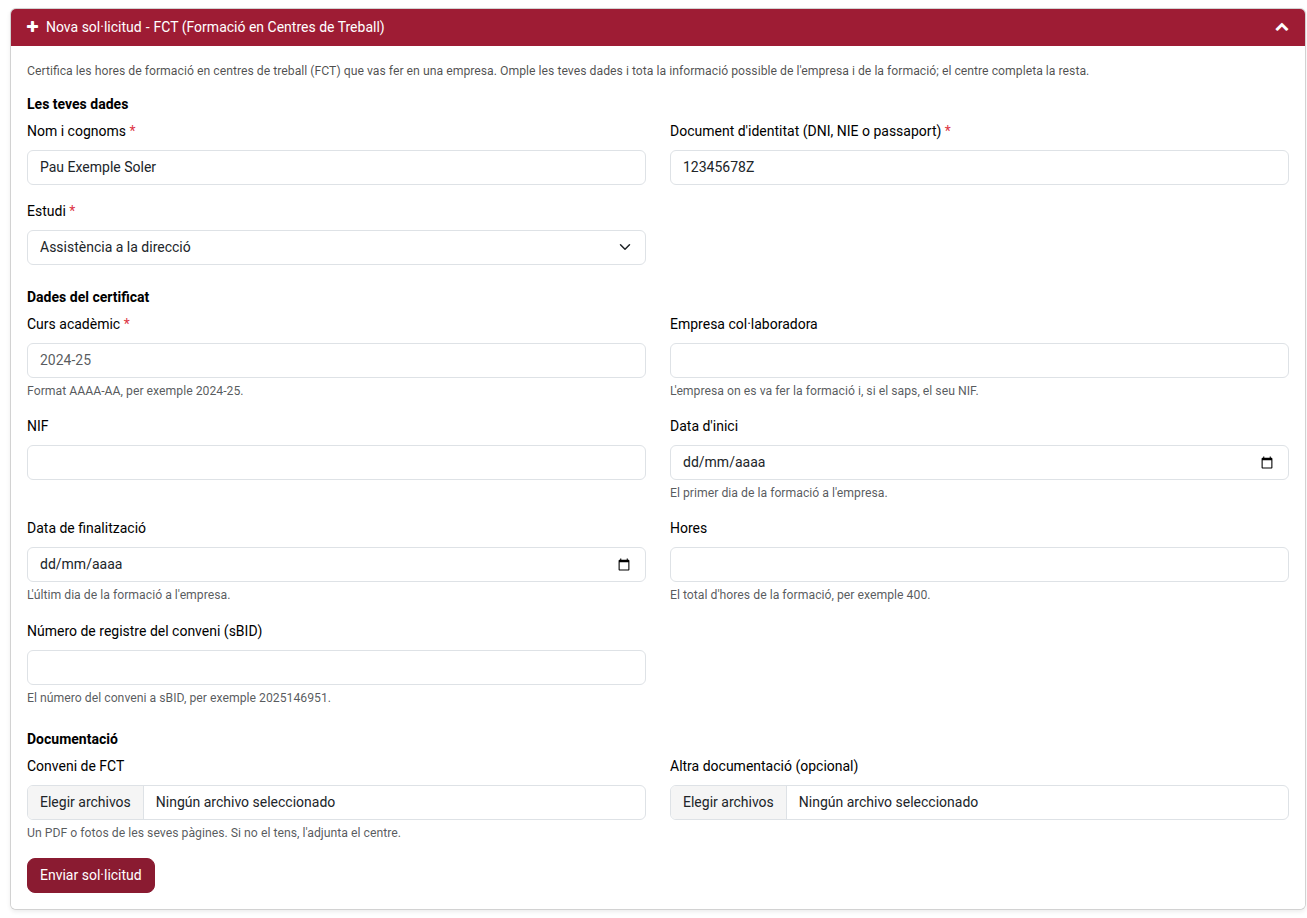 Nova sol·licitud - FCT (Formació en Centres de Treball)
Certifica les hores de formació en centres de treball (FCT) que vas fer en una empresa. Omple les teves dades i tota la informació possible de l'empresa i de la formació; el centre completa la resta.
Les teves dades
Nom i cognoms *
Document d'identitat (DNI, NIE o passaport) *
Pau Exemple Soler
12345678Z
Estudi *
Assistència a la direcció
Dades del certificat
Curs acadèmic *
Empresa col·laboradora
2024-25
Format AAAA-AA, per exemple 2024-25.
L'empresa on es va fer la formació i, si el saps, el seu NIF.
NIF
Data d'inici
dd/mm/aaaa
El primer dia de la formació a l'empresa.
Data de finalització
Hores
dd/mm/aaaa
L'últim dia de la formació a l'empresa.
El total d'hores de la formació, per exemple 400.
Número de registre del conveni (sBID)
El número del conveni a sBID, per exemple 2025146951.
Documentació
Conveni de FCT
Altra documentació (opcional)
Elegir archivos Ningún archivo seleccionado
Elegir archivos Ningún archivo seleccionado
Un PDF o fotos de les seves pàgines. Si no el tens, l'adjunta el centre.
Enviar sol·licitud